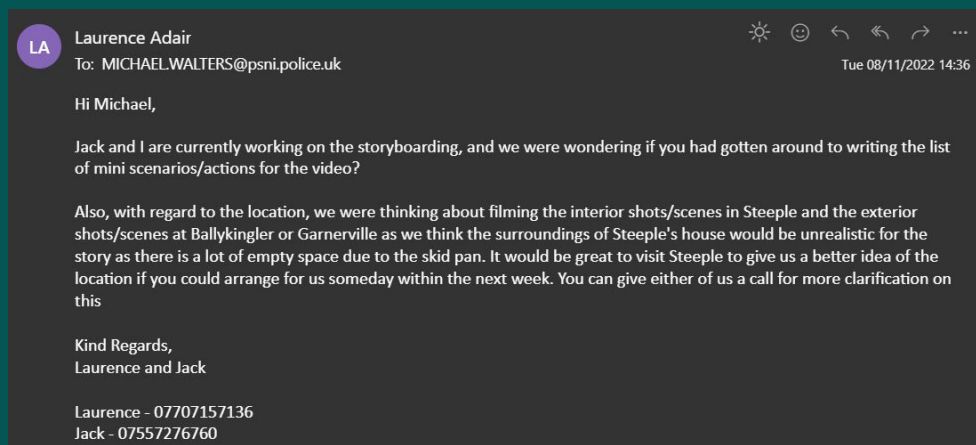 LA
Laurence Adair
To: MICHAEL.WALTERS@psni.police.uk
Tue 08/11/2022 14:36
Hi Michael,
Jack and I are currently working on the storyboarding, and we were wondering if you had gotten around to writing the list
of mini scenarios/actions for the video?
Also, with regard to the location, we were thinking about filming the interior shots/scenes in Steeple and the exterior
shots/scenes at Ballykingler or Garnerville as we think the surroundings of Steeple's house would be unrealistic for the
story as there is a lot of empty space due to the skid pan. It would be great to visit Steeple to give us a better idea of the
location if you could arrange for us someday within the next week. You can give either of us a call for more clarification on
this
Kind Regards,
Laurence and Jack
Laurence - 07707157136
Jack - 07557276760